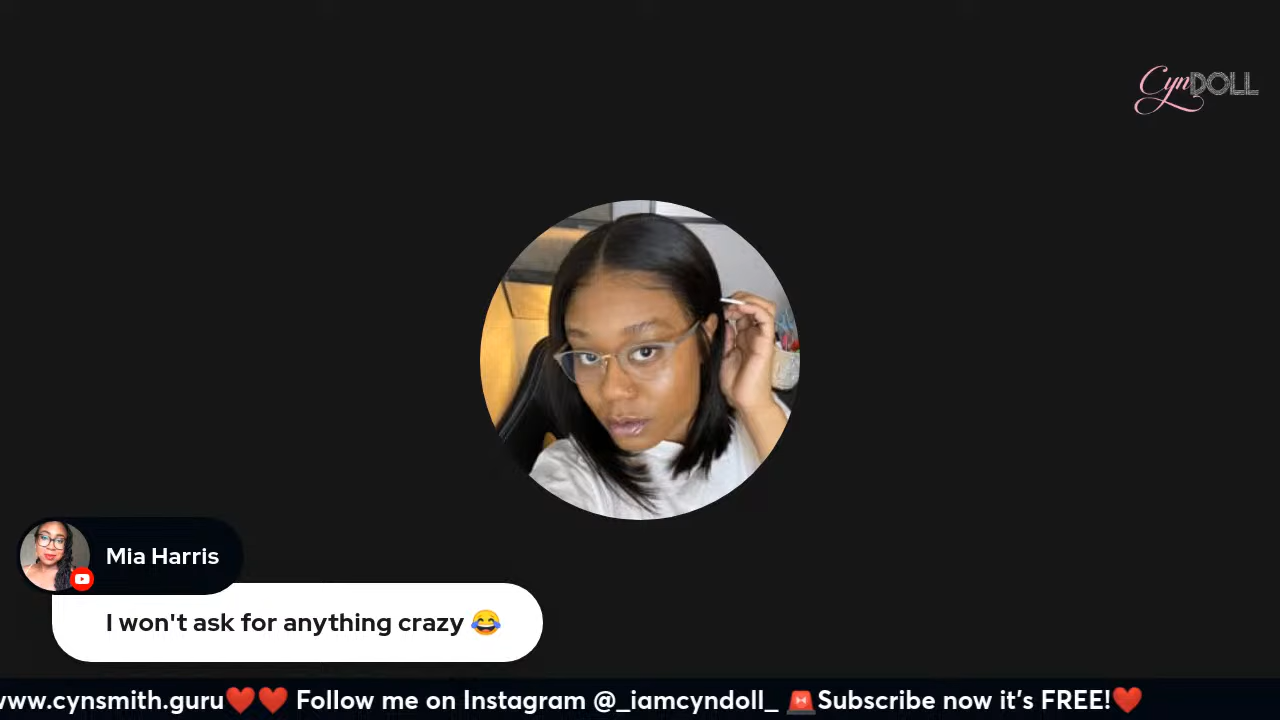 CynDOLL
Mia Harris
I won't ask for anything crazy 😂
www.cynsmith.guru❤️❤️ Follow me on Instagram @_iamcyndoll_ 🚨Subscribe now it's FREE!❤️